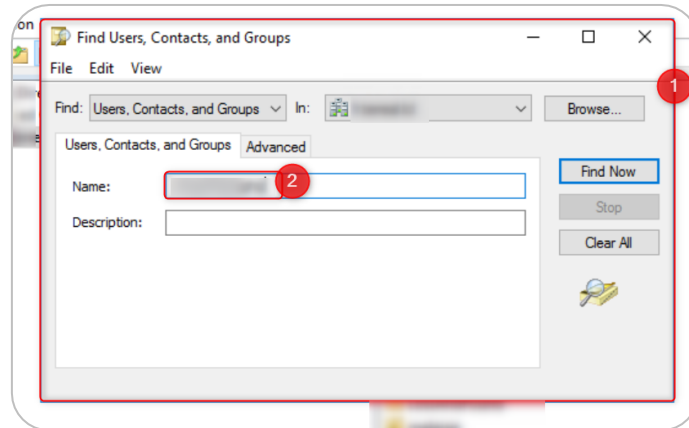 on
Find Users, Contacts, and Groups
File Edit View
1
Find: Users, Contacts, and Groups In: Browse...
Users, Contacts, and Groups Advanced
Name: 2 Find Now
Stop
Description:
Clear All